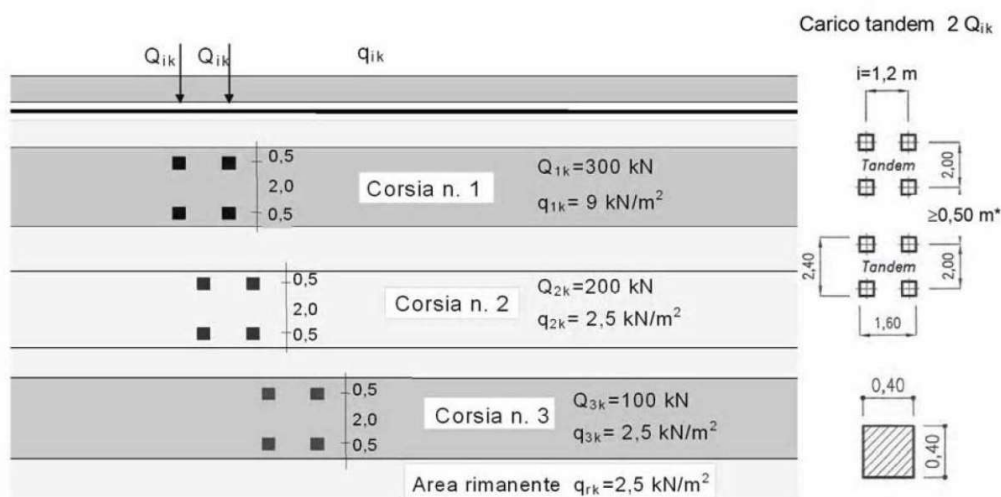 Carico tandem 2 Qik
Qik Qik qik
i=1,2 m
0,5
2,0
0,5
Corsia n. 1
Q1k=300 kN
q1k= 9 kN/m²
Tandem
2,00
≥0,50 m*
0,5
2,0
0,5
Corsia n. 2
Q2k=200 kN
q2k= 2,5 kN/m²
2,40
Tandem
2,00
1,60
0,5
2,0
0,5
Corsia n. 3
Q3k=100 kN
q3k= 2,5 kN/m²
0,40
0,40
Area rimanente qrk=2,5 kN/m²